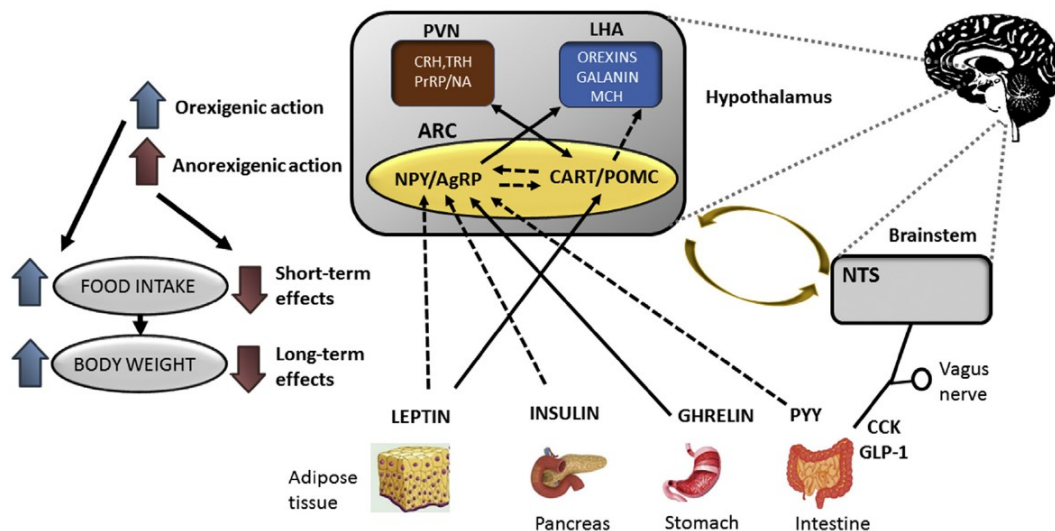 PVN
LHA
CRH,TRH
PrRP/NA
OREXINS
GALANIN
MCH
Hypothalamus
Orexigenic action
Anorexigenic action
ARC
NPY/AgRP
CART/POMC
Brainstem
NTS
FOOD INTAKE
Short-term
effects
BODY WEIGHT
Long-term
effects
Vagus
nerve
LEPTIN
INSULIN
GHRELIN
PYY
CCK
GLP-1
Adipose
tissue
Pancreas
Stomach
Intestine